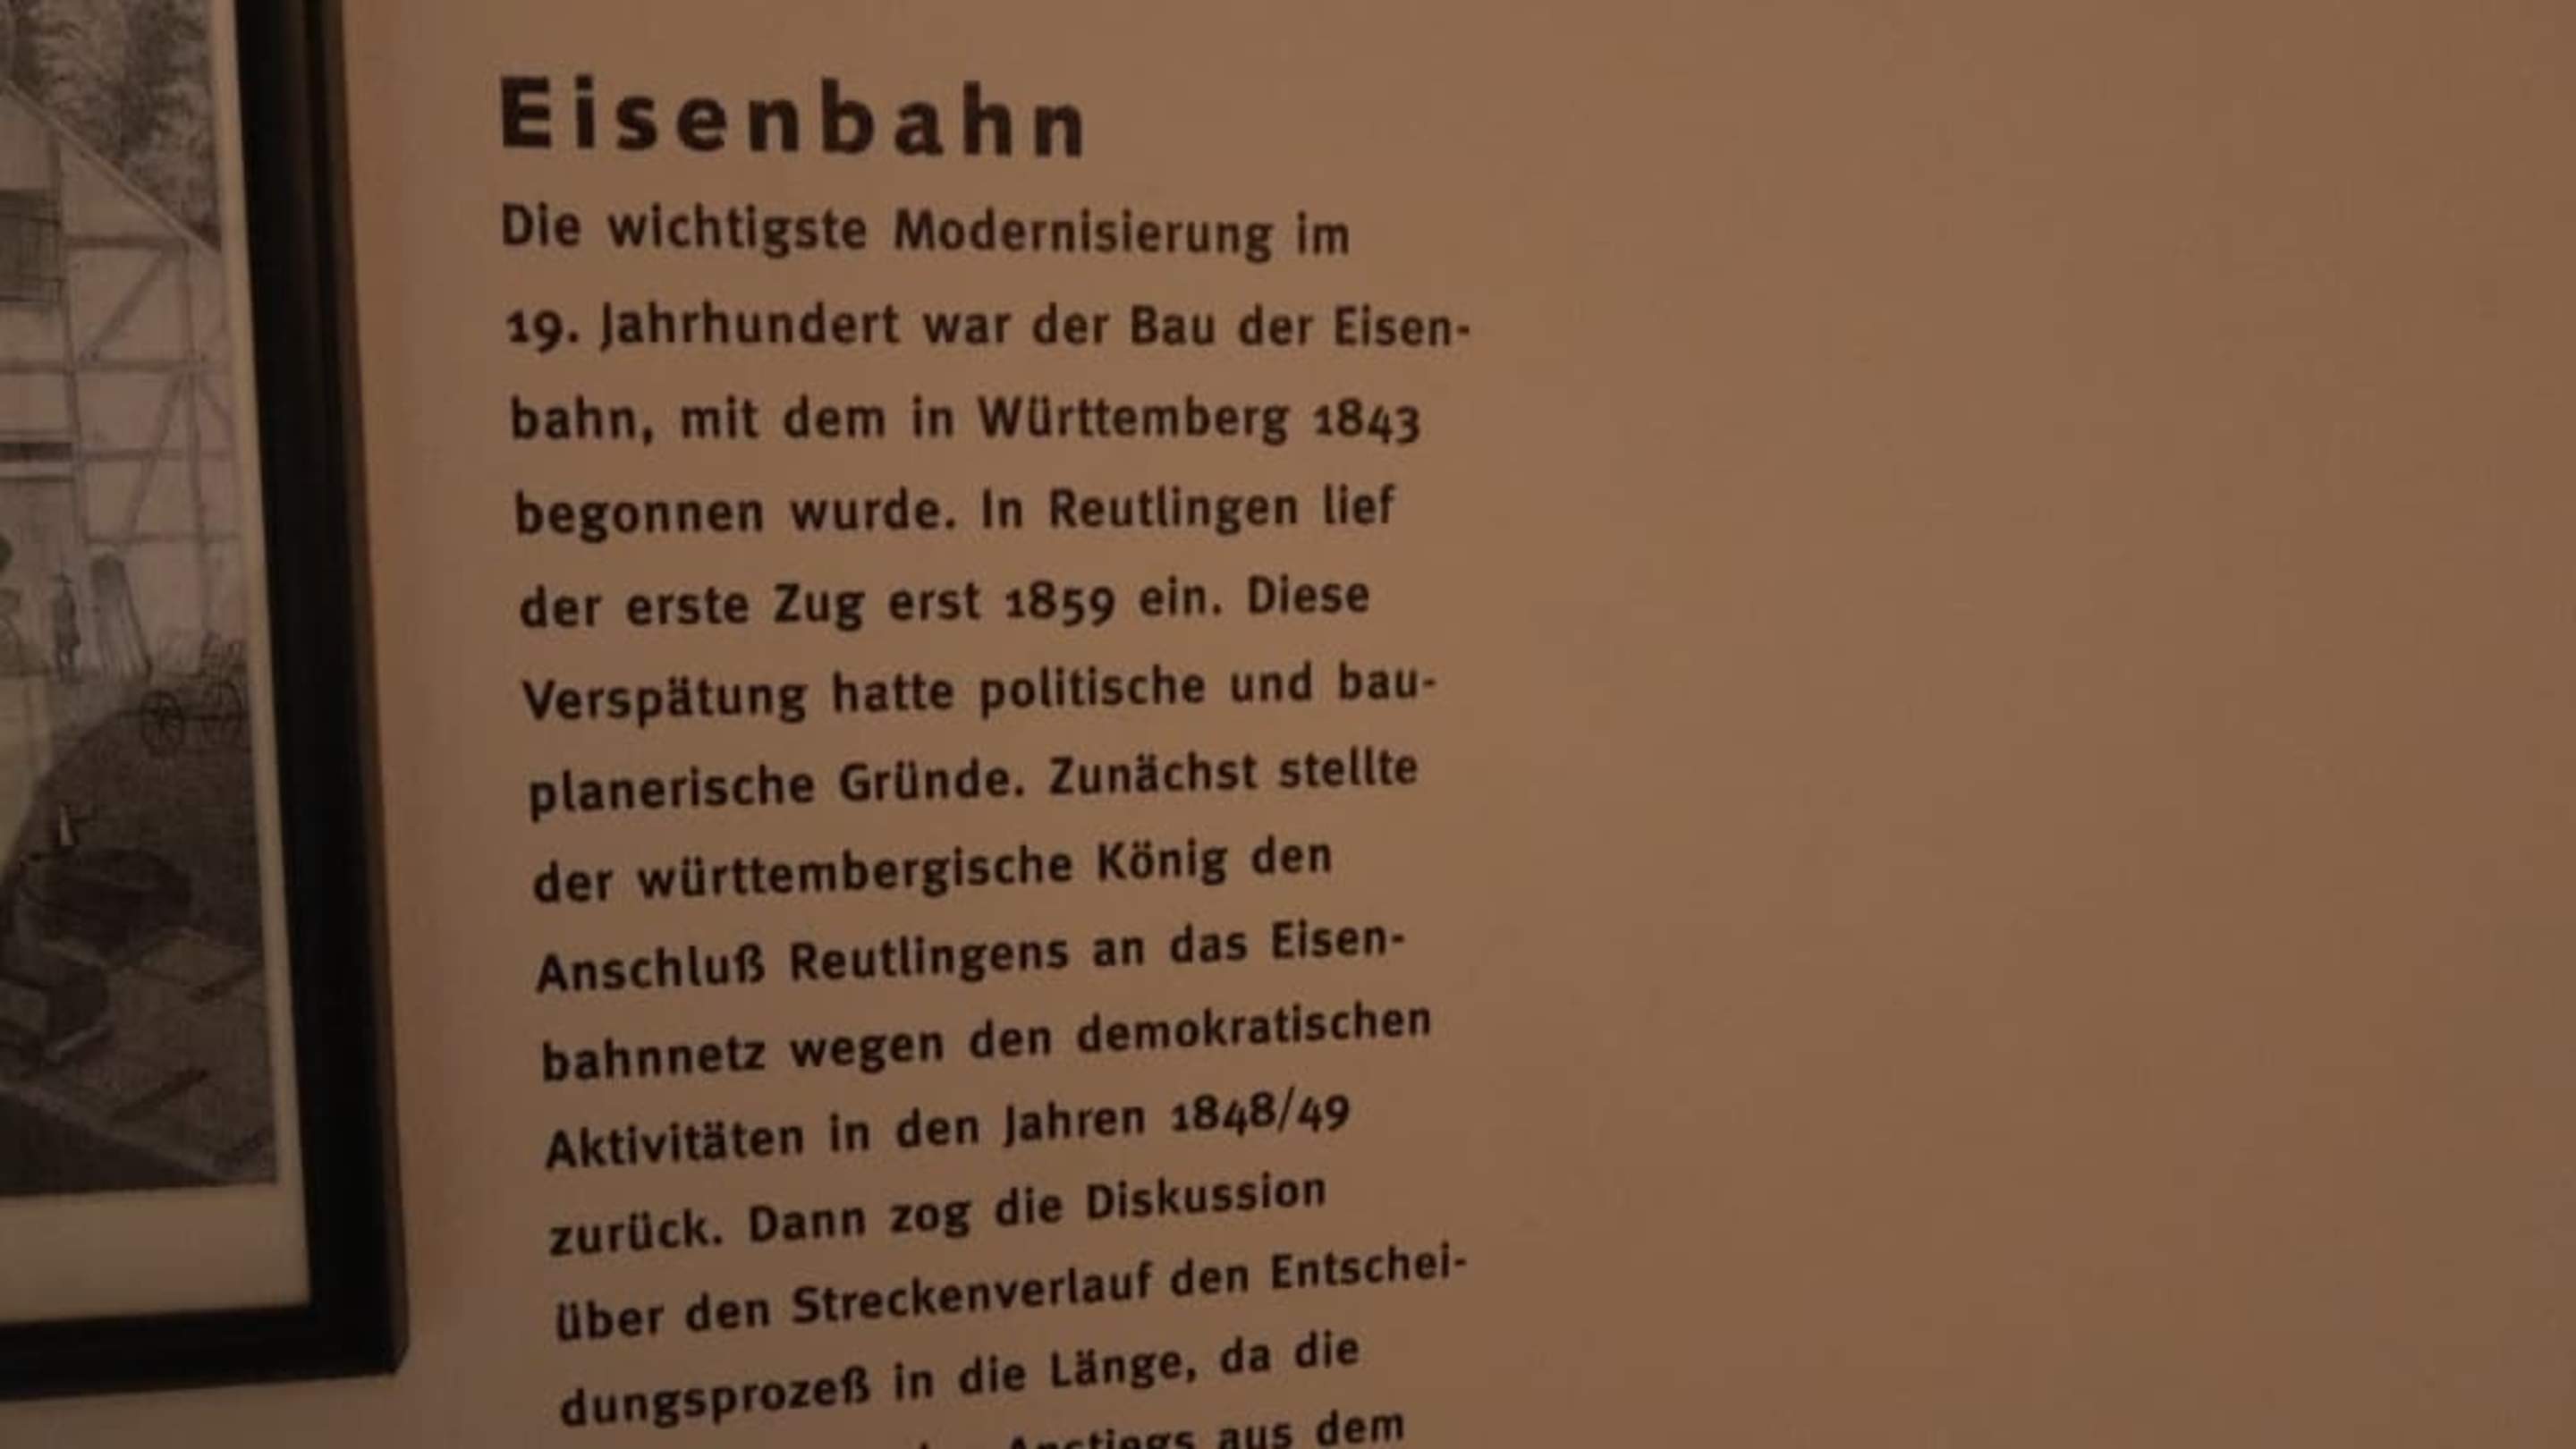 Eisenbahn
Die wichtigste Modernisierung im
19. Jahrhundert war der Bau der Eisen-
bahn, mit dem in Württemberg 1843
begonnen wurde. In Reutlingen lief
der erste Zug erst 1859 ein. Diese
Verspätung hatte politische und bau-
planerische Gründe. Zunächst stellte
der württembergische König den
Anschluß Reutlingens an das Eisen-
bahnnetz wegen den demokratischen
Aktivitäten in den Jahren 1848/49
zurück. Dann zog die Diskussion
über den Streckenverlauf den Entschei-
dungsprozeß in die Länge, da die
Anstiegs aus dem